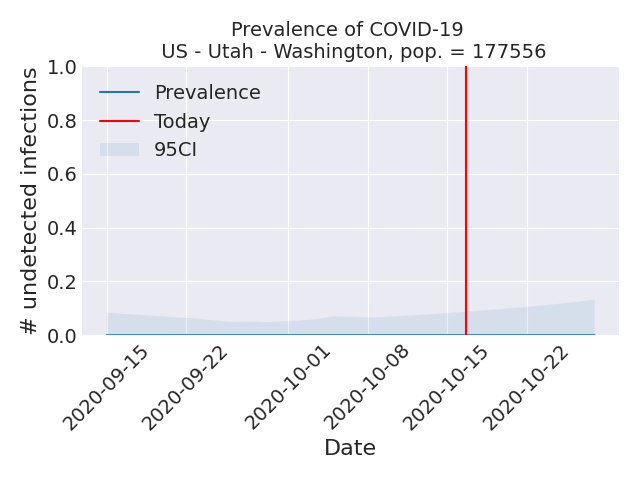 Prevalence of COVID-19
US - Utah - Washington, pop. = 177556
1.0
0.8
0.6
0.4
0.2
0.0
# undetected infections
Prevalence
Today
95CI
2020-09-15
2020-09-22
2020-10-01
2020-10-08
2020-10-15
2020-10-22
Date